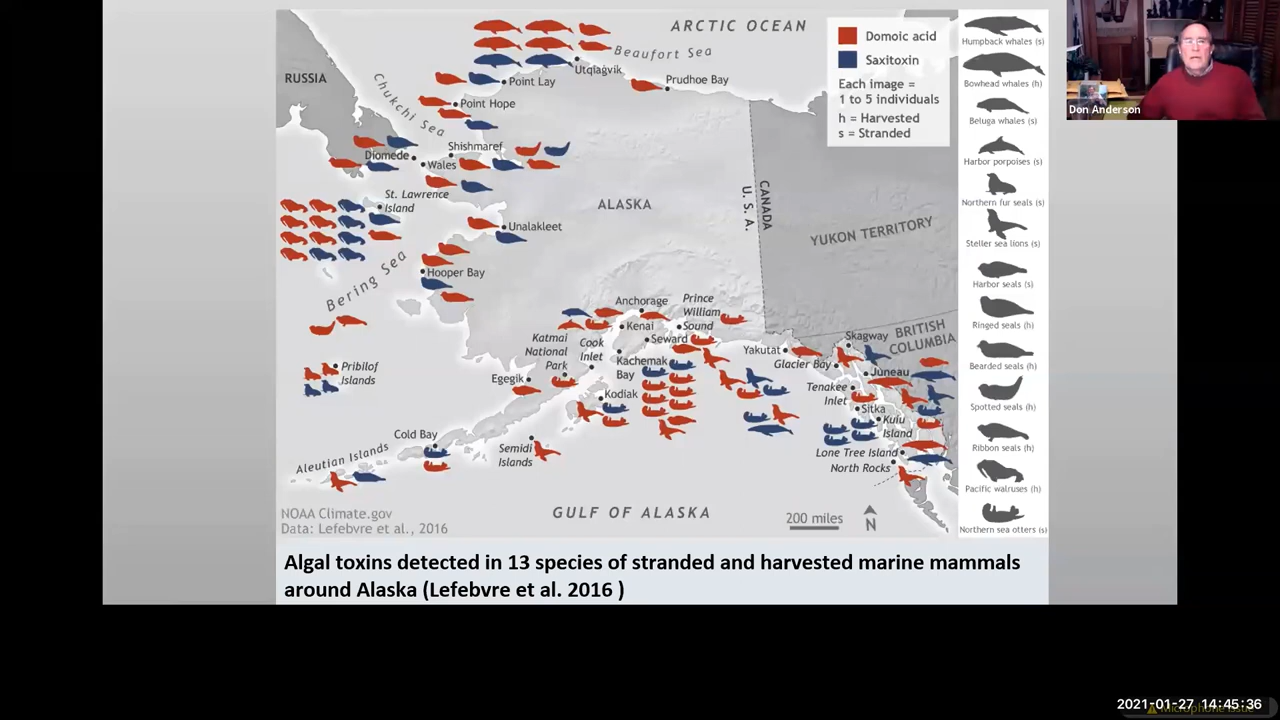 ARCTIC OCEAN
Beaufort Sea
Utqiaġvik
Prudhoe Bay
RUSSIA
Chukchi Sea
Point Lay
Point Hope
Shishmaref
Diomede
Wales
St. Lawrence
Island
ALASKA
U. S. A.
CANADA
YUKON TERRITORY
Unalakleet
Bering Sea
Hooper Bay
Anchorage
Prince
William
Sound
Kenai
Seward
Katmai
National
Park
Cook
Inlet
Kachemak
Bay
Yakutat
Skagway
Glacier Bay
BRITISH
COLUMBIA
Juneau
Tenakee
Inlet
Sitka
Kuiu
Island
Pribilof
Islands
Egegik
Kodiak
Cold Bay
Semidi
Islands
Aleutian Islands
Lone Tree Island
North Rocks
NOAA Climate.gov
Data: Lefebvre et al., 2016
GULF OF ALASKA
200 miles
N
Domoic acid
Saxitoxin
Each image =
1 to 5 individuals
h = Harvested
s = Stranded
Humpback whales (s)
Bowhead whales (h)
Beluga whales (s)
Harbor porpoises (s)
Northern fur seals (s)
Steller sea lions (s)
Harbor seals (s)
Ringed seals (h)
Bearded seals (h)
Spotted seals (h)
Ribbon seals (h)
Pacific walruses (h)
Northern sea otters (s)
Algal toxins detected in 13 species of stranded and harvested marine mammals
around Alaska (Lefebvre et al. 2016 )
Don Anderson
2021-01-27 14:45:36